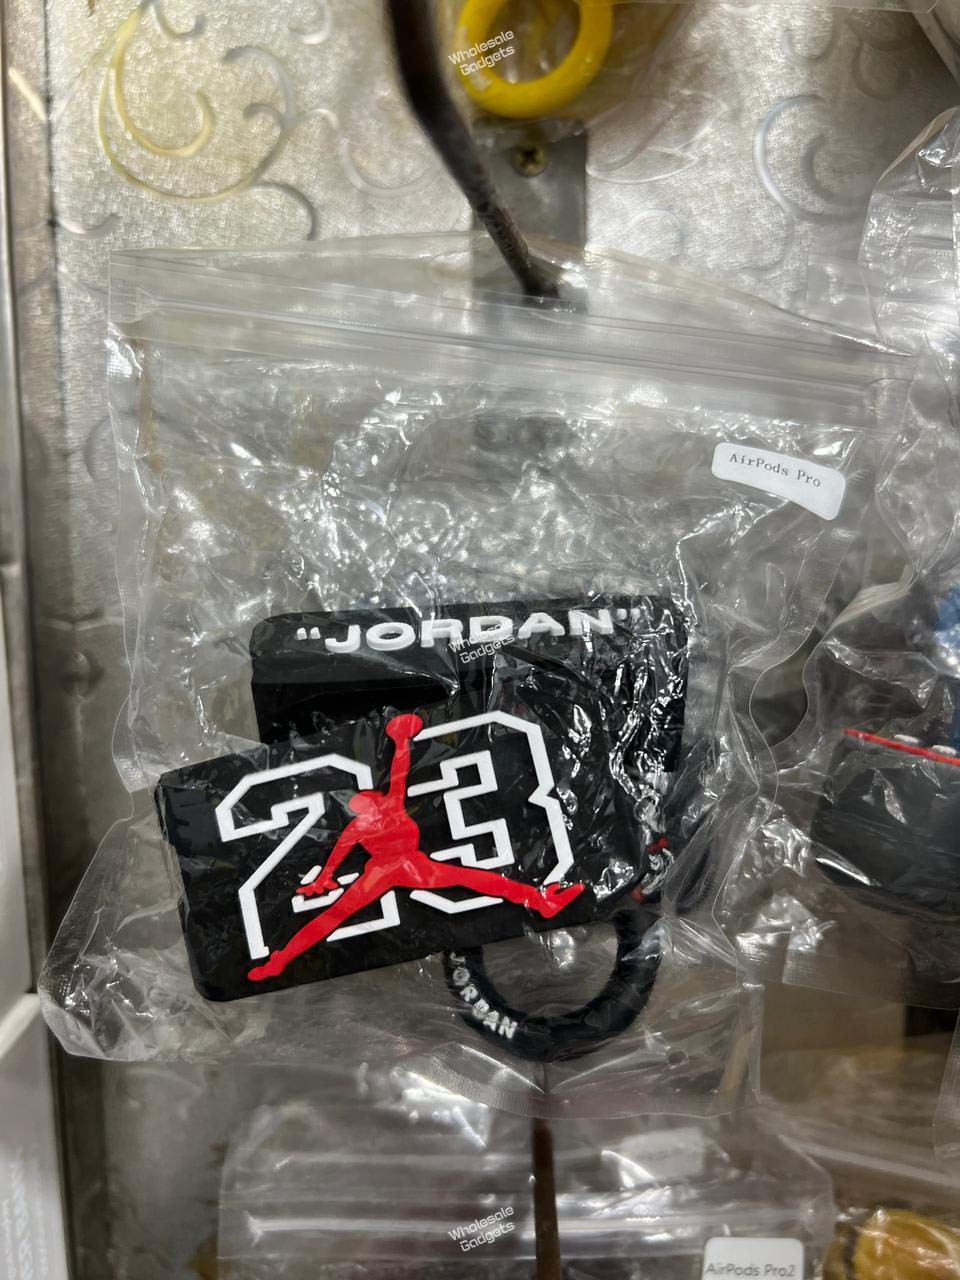 Wholesale
Gadgets
AirPods Pro
"JORDAN"
Wholesale
Gadgets
23
JORDAN
Wholesale
Gadgets
AirPods Pro2